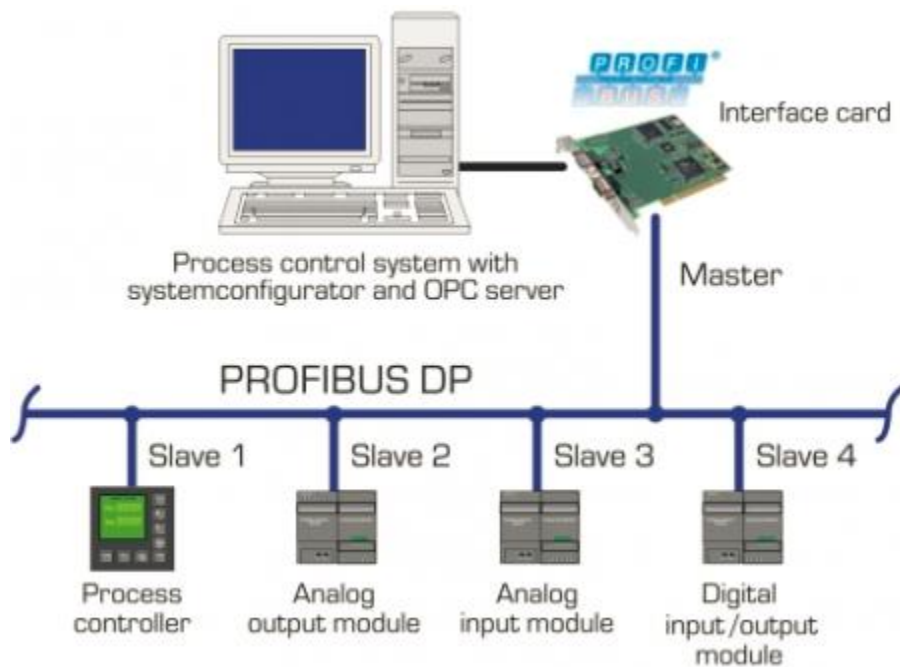 PROFI®
BUS
Interface card
Process control system with
systemconfigurator and OPC server
Master
PROFIBUS DP
Slave 1
Slave 2
Slave 3
Slave 4
Process
controller
Analog
output module
Analog
input module
Digital
input/output
module